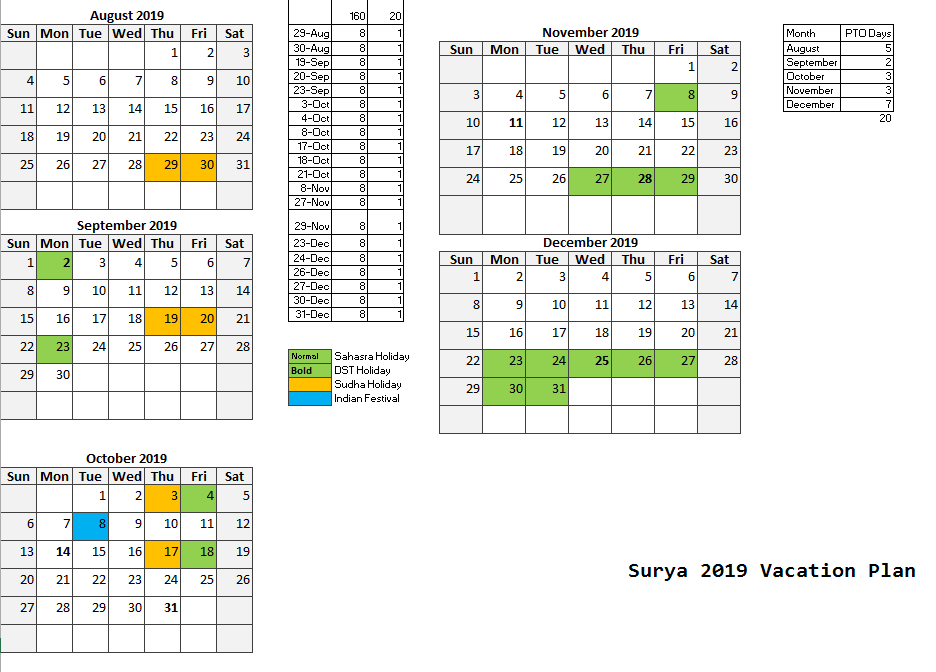 August 2019
Sun Mon Tue Wed Thu Fri Sat
1 2 3
4 5 6 7 8 9 10
11 12 13 14 15 16 17
18 19 20 21 22 23 24
25 26 27 28 29 30 31
September 2019
Sun Mon Tue Wed Thu Fri Sat
1 2 3 4 5 6 7
8 9 10 11 12 13 14
15 16 17 18 19 20 21
22 23 24 25 26 27 28
29 30
October 2019
Sun Mon Tue Wed Thu Fri Sat
1 2 3 4 5
6 7 8 9 10 11 12
13 14 15 16 17 18 19
20 21 22 23 24 25 26
27 28 29 30 31
160 20
29-Aug 8 1
30-Aug 8 1
19-Sep 8 1
20-Sep 8 1
23-Sep 8 1
3-Oct 8 1
4-Oct 8 1
8-Oct 8 1
17-Oct 8 1
18-Oct 8 1
21-Oct 8 1
8-Nov 8 1
27-Nov 8 1
29-Nov 8 1
23-Dec 8 1
24-Dec 8 1
26-Dec 8 1
27-Dec 8 1
30-Dec 8 1
31-Dec 8 1
Normal Sahasra Holiday
Bold DST Holiday
Sudha Holiday
Indian Festival
November 2019
Sun Mon Tue Wed Thu Fri Sat
1 2
3 4 5 6 7 8 9
10 11 12 13 14 15 16
17 18 19 20 21 22 23
24 25 26 27 28 29 30
December 2019
Sun Mon Tue Wed Thu Fri Sat
1 2 3 4 5 6 7
8 9 10 11 12 13 14
15 16 17 18 19 20 21
22 23 24 25 26 27 28
29 30 31
Month PTO Days
August 5
September 2
October 3
November 3
December 7
20
Surya 2019 Vacation Plan